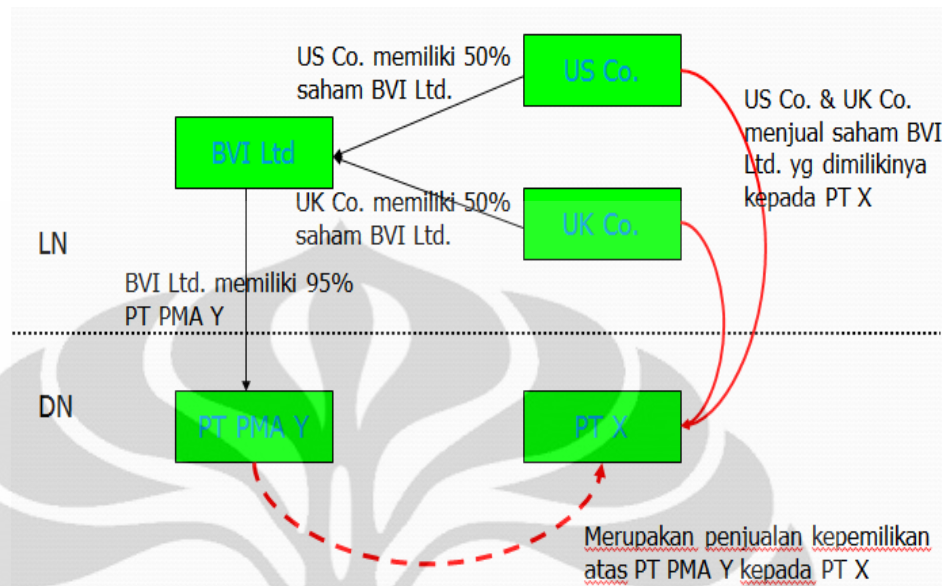 US Co. memiliki 50%
saham BVI Ltd.
US Co.
US Co. & UK Co.
menjual saham BVI
Ltd. yg dimilikinya
kepada PT X
BVI Ltd
UK Co. memiliki 50%
saham BVI Ltd.
UK Co.
LN
BVI Ltd. memiliki 95%
PT PMA Y
DN
PT PMA Y
PT X
Merupakan penjualan kepemilikan
atas PT PMA Y kepada PT X